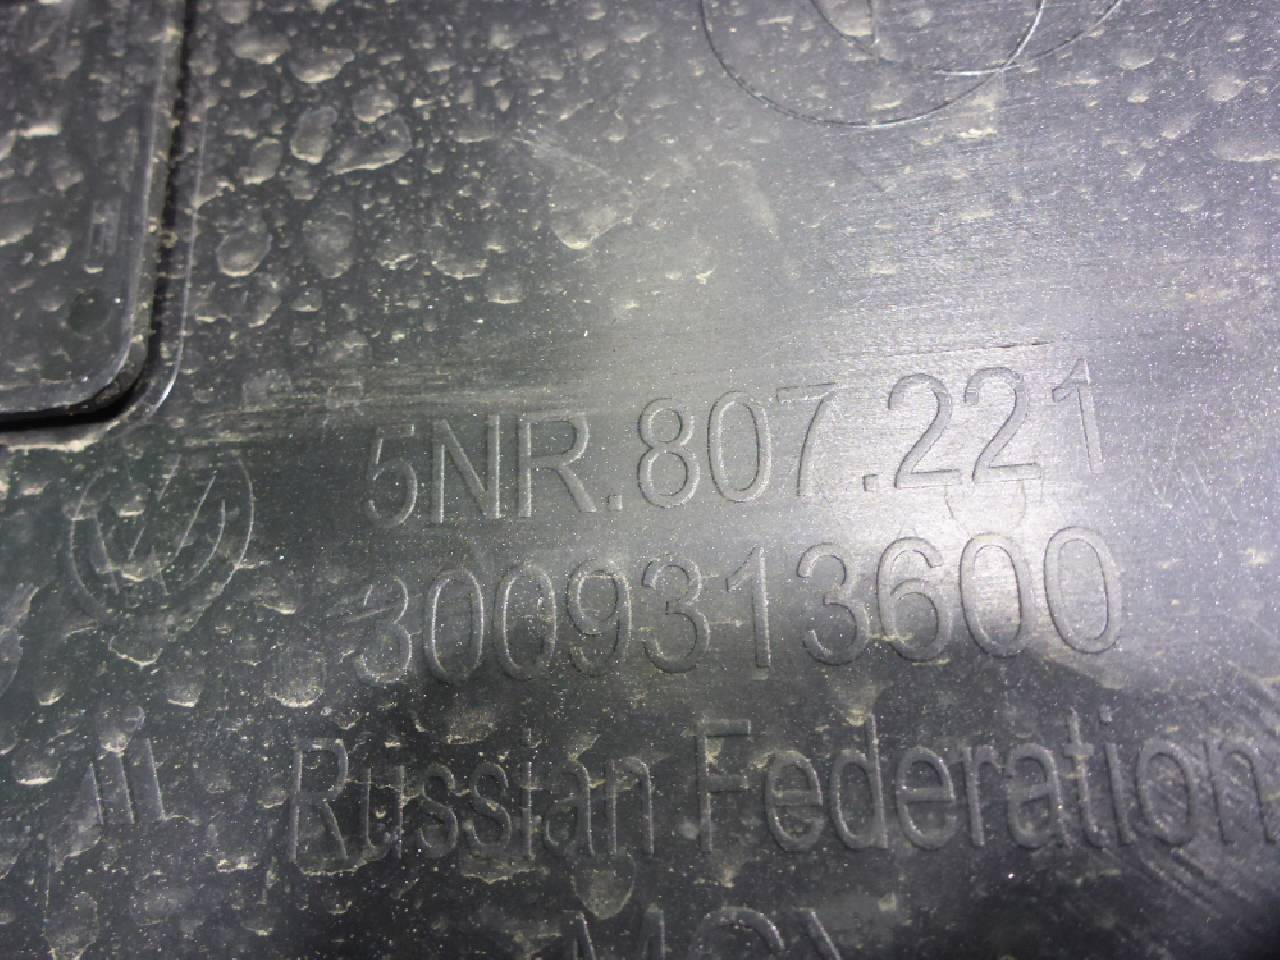 5NR.807.221
3009313600
Russian Federation